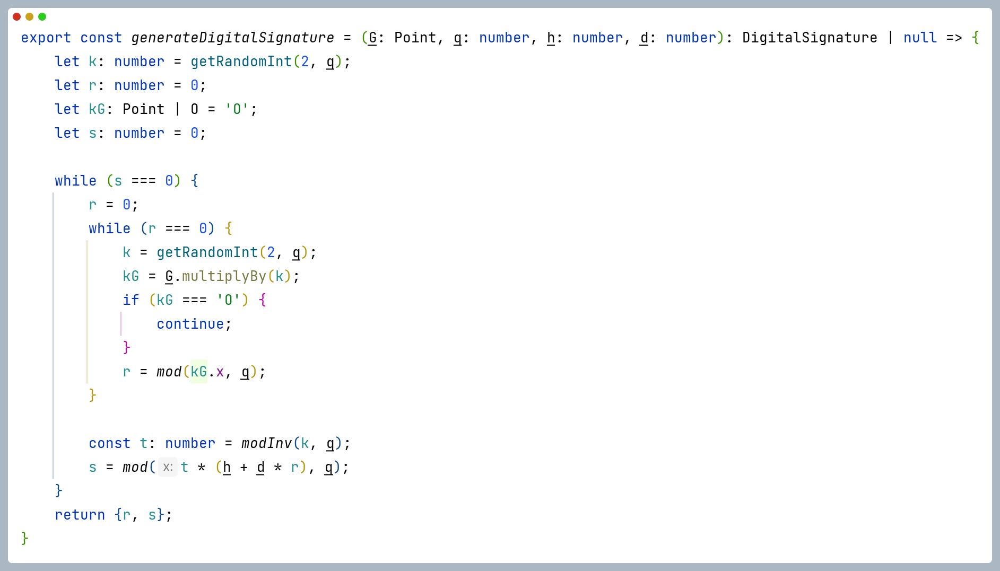 export const generateDigitalSignature = (G: Point, q: number, h: number, d: number): DigitalSignature | null => {
    let k: number = getRandomInt(2, q);
    let r: number = 0;
    let kG: Point | O = 'O';
    let s: number = 0;

    while (s === 0) {
        r = 0;
        while (r === 0) {
            k = getRandomInt(2, q);
            kG = G.multiplyBy(k);
            if (kG === 'O') {
                continue;
            }
            r = mod(kG.x, q);
        }

        const t: number = modInv(k, q);
        s = mod( x: t * (h + d * r), q);
    }
    return {r, s};
}